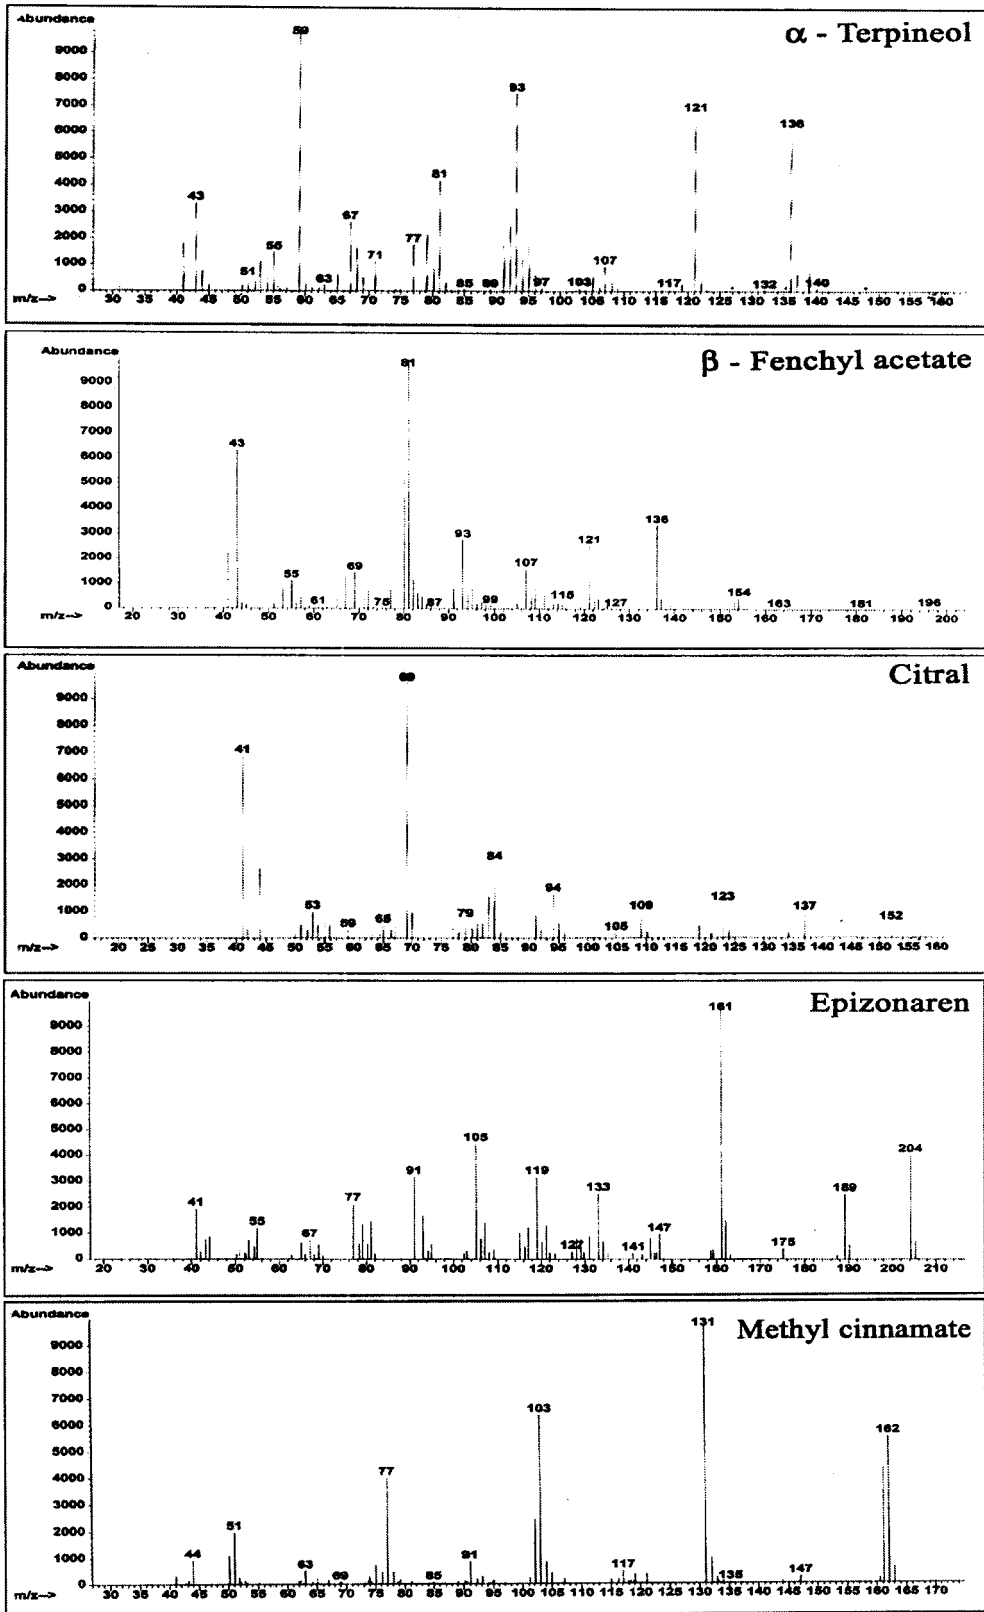 Abundance
α - Terpineol
9000
8000
7000
6000
5000
4000
3000
2000
1000
0
43 51 55 59 63 67 71 77 81 85 89 93 97 103 107 117 121 132 136 140
m/z--> 30 35 40 45 50 55 60 65 70 75 80 85 90 95 100 105 110 115 120 125 130 135 140 145 150 155 160
Abundance
β - Fenchyl acetate
9000
8000
7000
6000
5000
4000
3000
2000
1000
0
43 55 61 69 75 81 87 93 99 107 115 121 127 136 154 163 181 196
m/z--> 20 30 40 50 60 70 80 90 100 110 120 130 140 150 160 170 180 190 200
Abundance
Citral
9000
8000
7000
6000
5000
4000
3000
2000
1000
0
41 53 59 65 69 79 84 94 105 109 123 137 152
m/z--> 20 25 30 35 40 45 50 55 60 65 70 75 80 85 90 95 100 105 110 115 120 125 130 135 140 145 150 155 160
Abundance
Epizonaren
9000
8000
7000
6000
5000
4000
3000
2000
1000
0
41 55 67 77 91 105 119 127 133 141 147 161 175 189 204
m/z--> 20 30 40 50 60 70 80 90 100 110 120 130 140 150 160 170 180 190 200 210
Abundance
Methyl cinnamate
9000
8000
7000
6000
5000
4000
3000
2000
1000
0
44 51 63 69 77 85 91 103 117 131 135 147 162
m/z--> 30 35 40 45 50 55 60 65 70 75 80 85 90 95 100 105 110 115 120 125 130 135 140 145 150 155 160 165 170